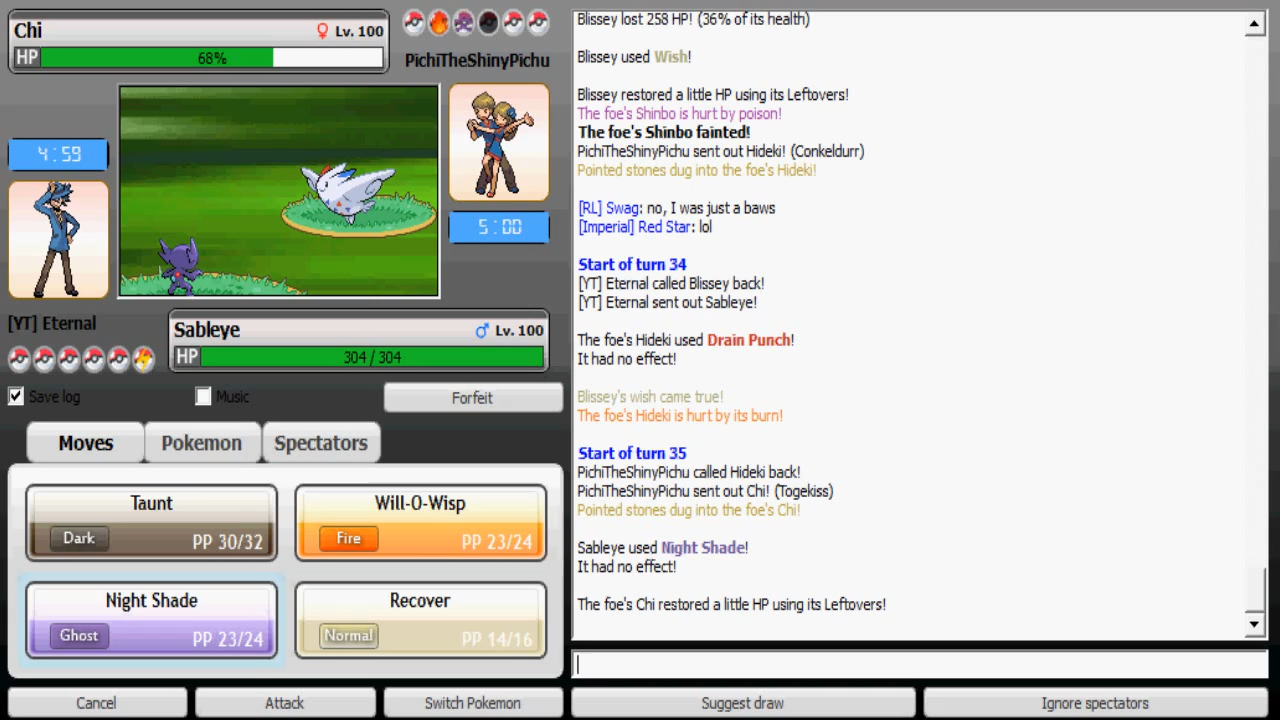 Chi ♀ Lv. 100
HP 68%
PichiTheShinyPichu
4:59
5:00
[YT] Eternal
Sableye ♂ Lv. 100
HP 304 / 304
Save log
Music
Forfeit
Moves Pokemon Spectators
Taunt
Dark PP 30/32
Will-O-Wisp
Fire PP 23/24
Night Shade
Ghost PP 23/24
Recover
Normal PP 14/16
Cancel Attack Switch Pokemon
Blissey lost 258 HP! (36% of its health)
Blissey used Wish!
Blissey restored a little HP using its Leftovers!
The foe's Shinbo is hurt by poison!
The foe's Shinbo fainted!
PichiTheShinyPichu sent out Hideki! (Conkeldurr)
Pointed stones dug into the foe's Hideki!
[RL] Swag: no, I was just a baws
[Imperial] Red Star: lol
Start of turn 34
[YT] Eternal called Blissey back!
[YT] Eternal sent out Sableye!
The foe's Hideki used Drain Punch!
It had no effect!
Blissey's wish came true!
The foe's Hideki is hurt by its burn!
Start of turn 35
PichiTheShinyPichu called Hideki back!
PichiTheShinyPichu sent out Chi! (Togekiss)
Pointed stones dug into the foe's Chi!
Sableye used Night Shade!
It had no effect!
The foe's Chi restored a little HP using its Leftovers!
Suggest draw Ignore spectators